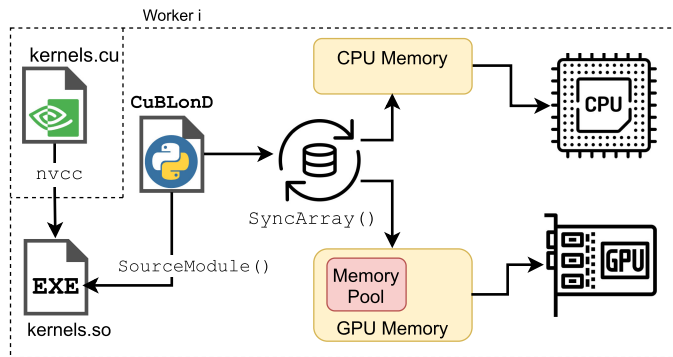 Worker i
kernels.cu
CPU Memory
CPU
CuBLonD
nvcc
SyncArray()
SourceModule()
Memory
Pool
GPU
EXE
GPU Memory
kernels.so